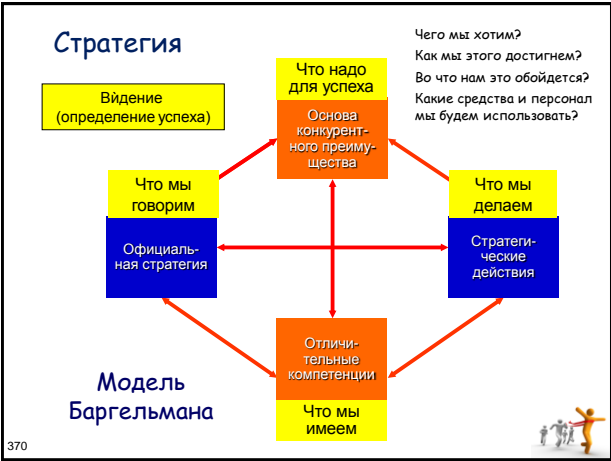 Стратегия
Чего мы хотим?
Как мы этого достигнем?
Во что нам это обойдется?
Какие средства и персонал
мы будем использовать?
Вѝдение
(определение успеха)
Что надо
для успеха
Основа
конкурент-
ного преиму-
щества
Что мы
говорим
Официаль-
ная стратегия
Что мы
делаем
Стратеги-
ческие
действия
Отличи-
тельные
компетенции
Что мы
имеем
Модель
Баргельмана
370